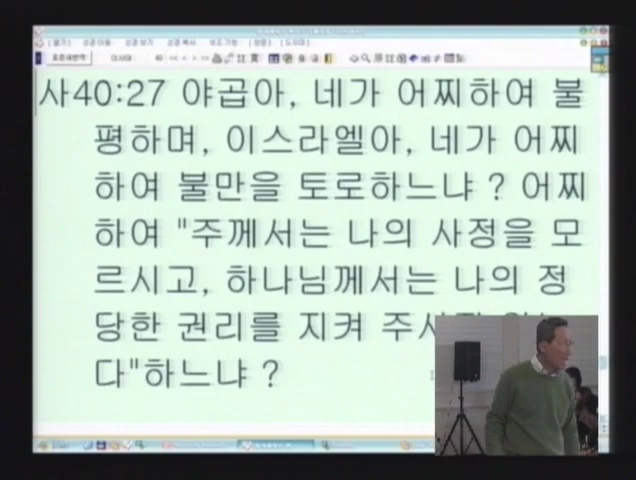 사40:27 야곱아, 네가 어찌하여 불
평하며, 이스라엘아, 네가 어찌
하여 불만을 토로하느냐 ? 어찌
하여 "주께서는 나의 사정을 모
르시고, 하나님께서는 나의 정
당한 권리를 지켜 주시
다"하느냐 ?